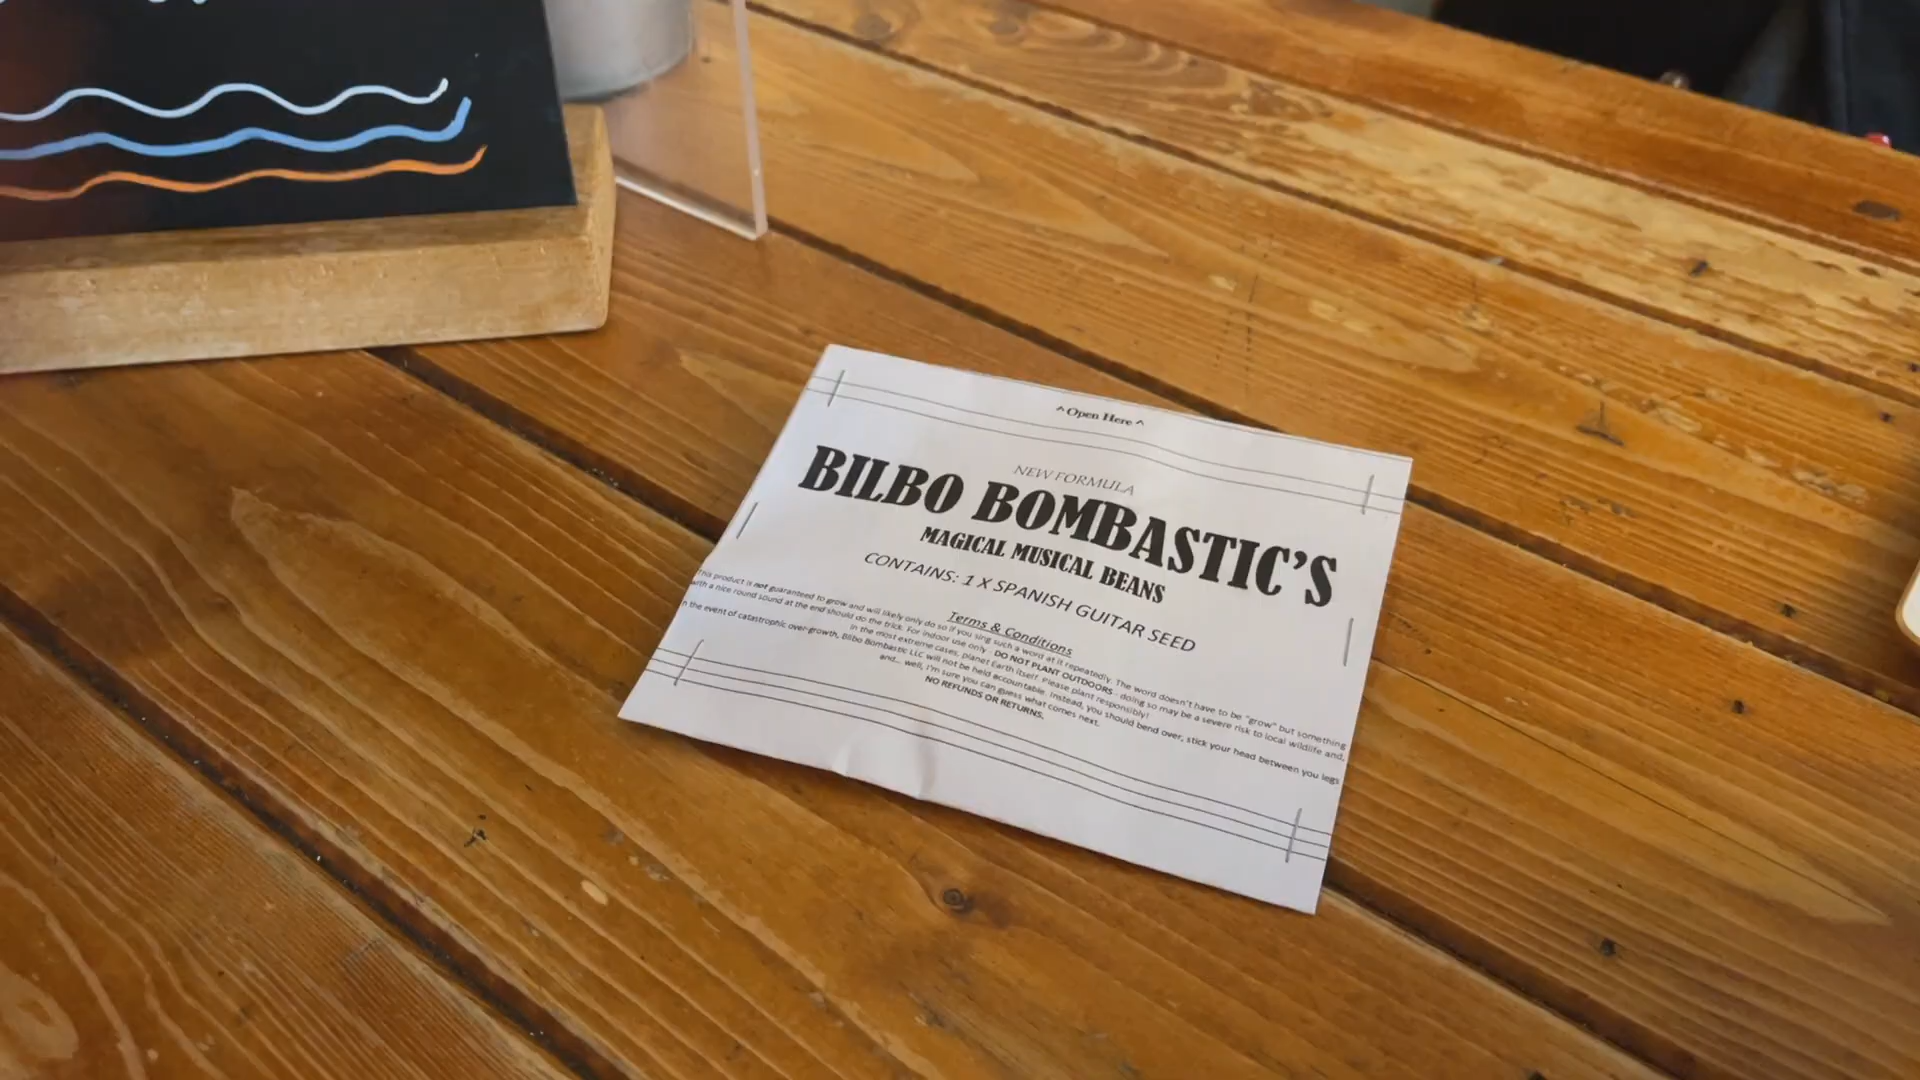 ^Open Here^
NEW FORMULA
BILBO BOMBASTIC'S
MAGICAL MUSICAL BEANS
CONTAINS: 1 X SPANISH GUITAR SEED
Terms & Conditions
This product is not guaranteed to grow and will likely only do so if you sing such a word at it repeatedly. The word doesn't have to be "grow" but something
with a nice round sound at the end should do the trick. For indoor use only - DO NOT PLANT OUTDOORS - doing so may be a severe risk to local wildlife and,
in the most extreme cases, planet Earth itself. Please plant responsibly!
In the event of catastrophic over-growth, Bilbo Bombastic LLC will not be held accountable. Instead, you should bend over, stick your head between you legs
and... well, I'm sure you can guess what comes next.
NO REFUNDS OR RETURNS.